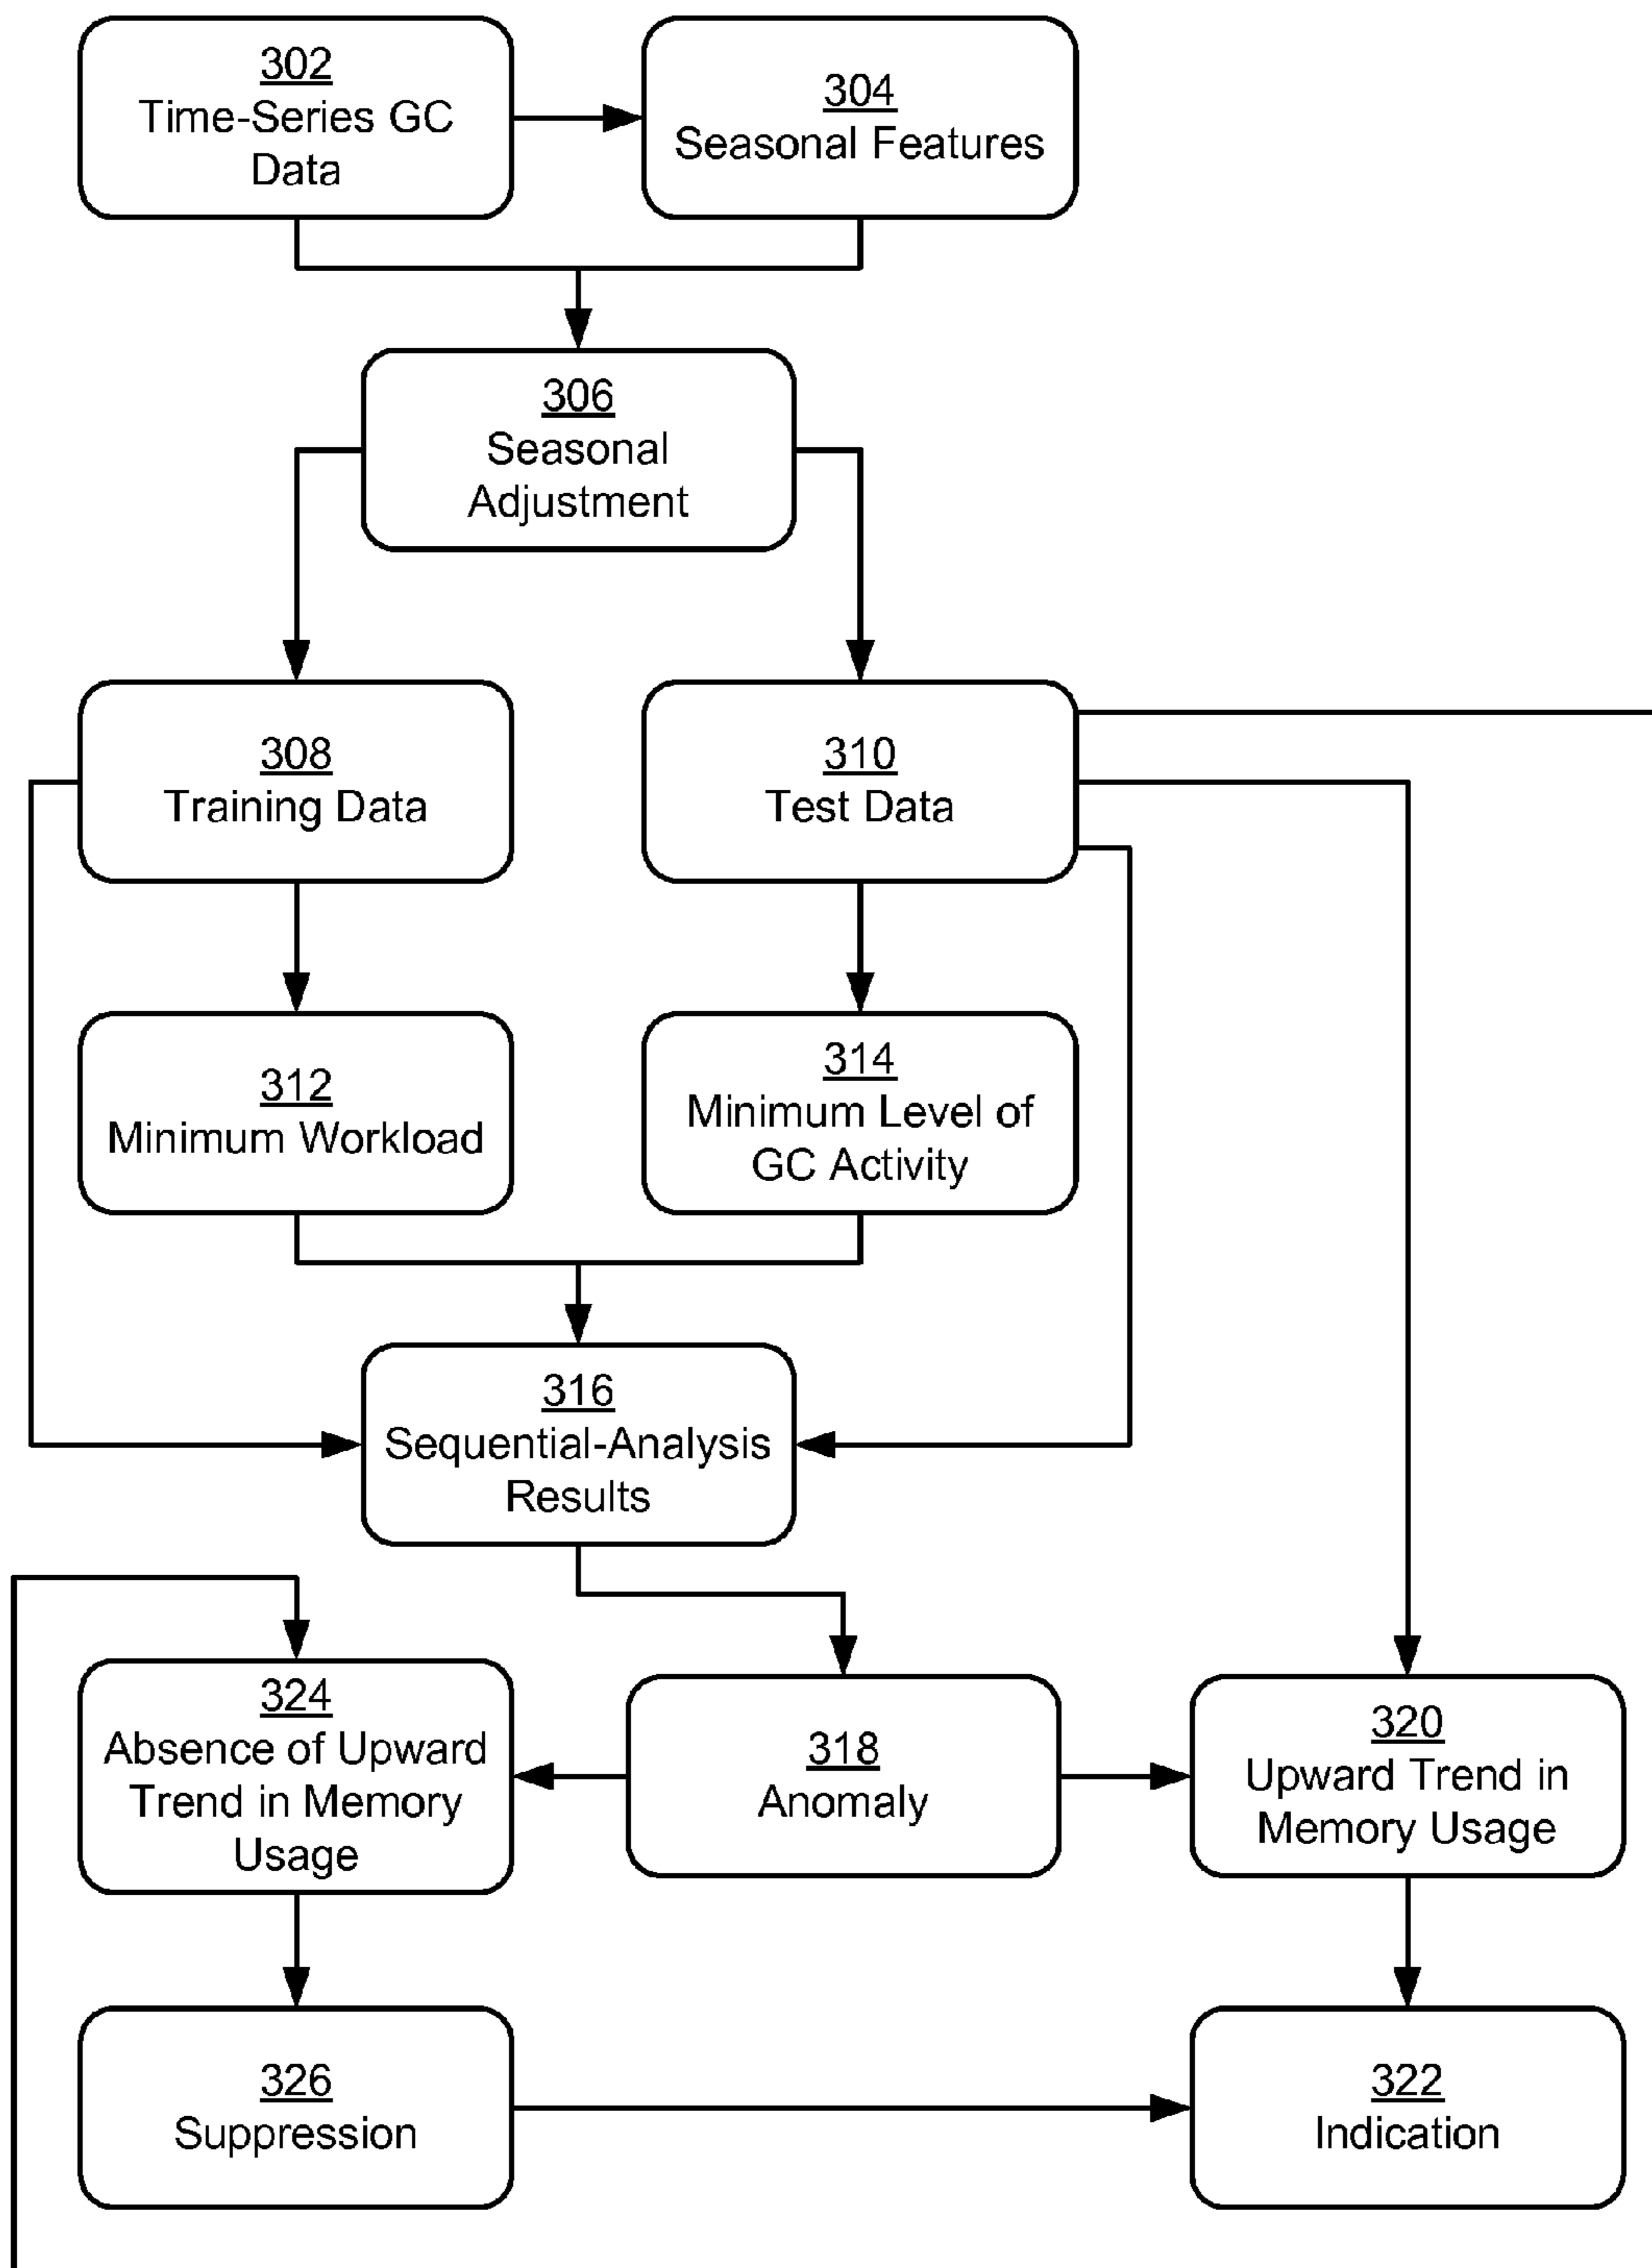 302
Time-Series GC
Data
304
Seasonal Features
306
Seasonal
Adjustment
308
Training Data
310
Test Data
312
Minimum Workload
314
Minimum Level of
GC Activity
316
Sequential-Analysis
Results
324
Absence of Upward
Trend in Memory
Usage
318
Anomaly
320
Upward Trend in
Memory Usage
326
Suppression
322
Indication